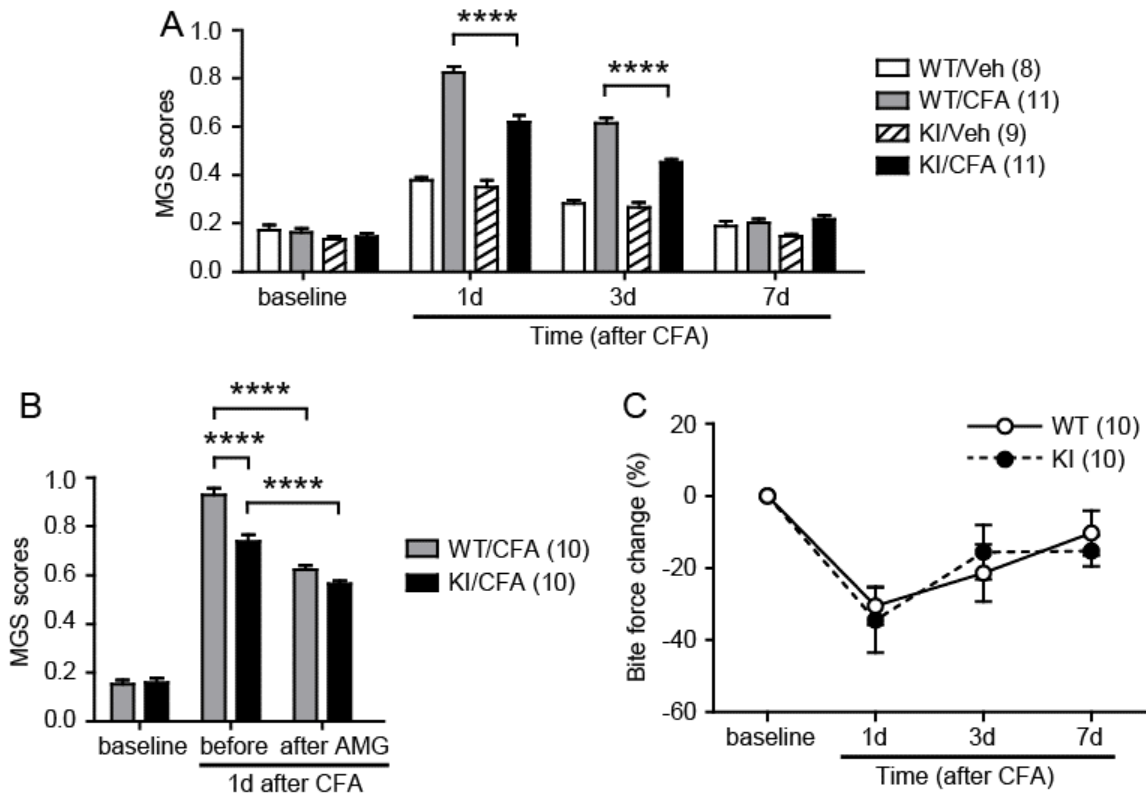 A
****
****
1.0
0.8
0.6
0.4
0.2
0.0
MGS scores
baseline
1d
3d
7d
Time (after CFA)
WT/Veh (8)
WT/CFA (11)
KI/Veh (9)
KI/CFA (11)
B
****
****
****
1.0
0.8
0.6
0.4
0.2
0.0
MGS scores
baseline
before
after AMG
1d after CFA
WT/CFA (10)
KI/CFA (10)
C
20
0
-20
-40
-60
Bite force change (%)
WT (10)
KI (10)
baseline
1d
3d
7d
Time (after CFA)